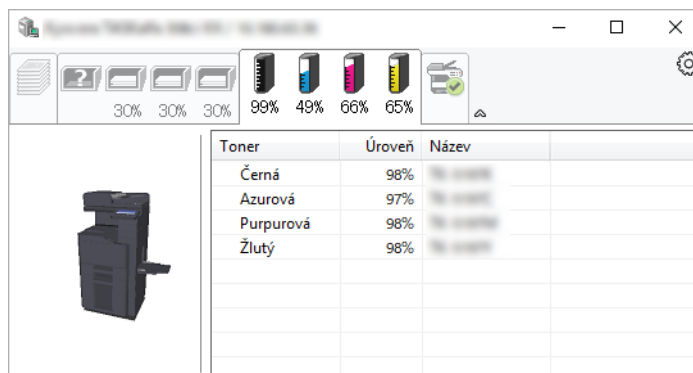 ?
30% 30% 30% 99% 49% 66% 65%
Toner Úroveň Název
Černá 98%
Azurová 97%
Purpurová 98%
Žlutý 98%